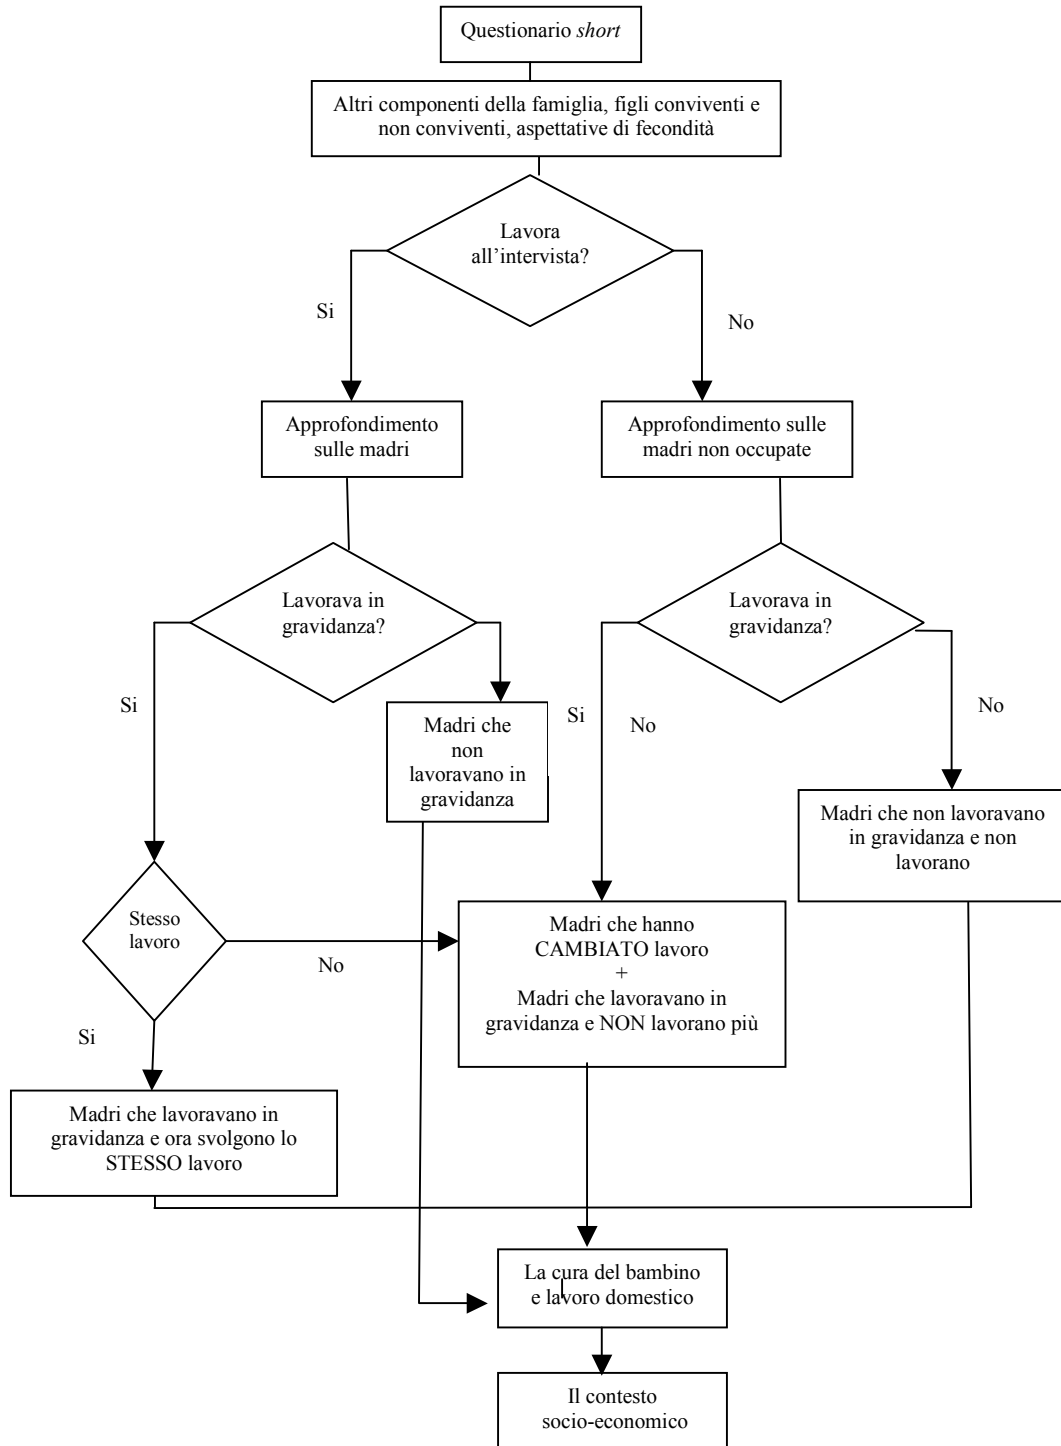 Questionario short
Altri componenti della famiglia, figli conviventi e
non conviventi, aspettative di fecondità
Lavora
all'intervista?
Si
No
Approfondimento
sulle madri
Approfondimento sulle
madri non occupate
Lavorava in
gravidanza?
Lavorava in
gravidanza?
Si
Madri che
non
lavoravano in
gravidanza
Si
No
No
Madri che non lavoravano
in gravidanza e non
lavorano
Stesso
lavoro
No
Madri che hanno
CAMBIATO lavoro
+
Madri che lavoravano in
gravidanza e NON lavorano più
Si
Madri che lavoravano in
gravidanza e ora svolgono lo
STESSO lavoro
La cura del bambino
e lavoro domestico
Il contesto
socio-economico